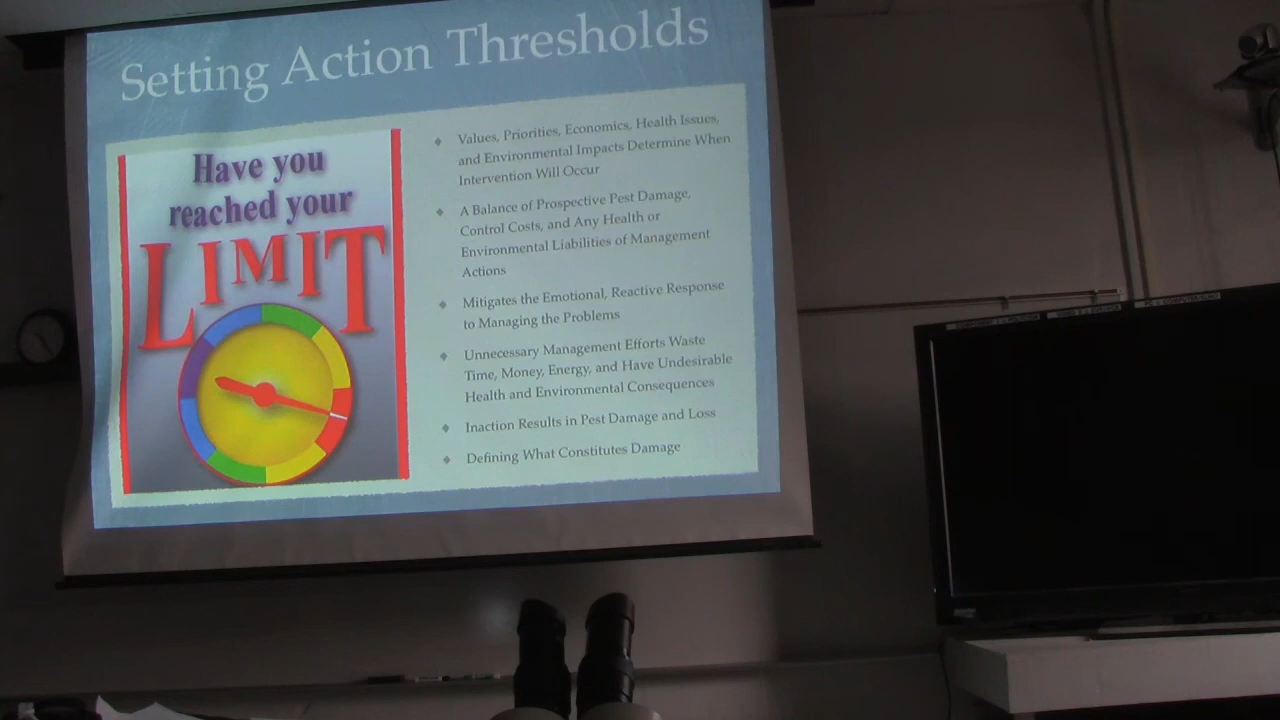 Setting Action Thresholds
Have you
reached your
LIMIT
Values, Priorities, Economics, Health Issues,
and Environmental Impacts Determine When
Intervention Will Occur
A Balance of Prospective Pest Damage,
Control Costs, and Any Health or
Environmental Liabilities of Management
Actions
Mitigates the Emotional, Reactive Response
to Managing the Problems
Unnecessary Management Efforts Waste
Time, Money, Energy, and Have Undesirable
Health and Environmental Consequences
Inaction Results in Pest Damage and Loss
Defining What Constitutes Damage